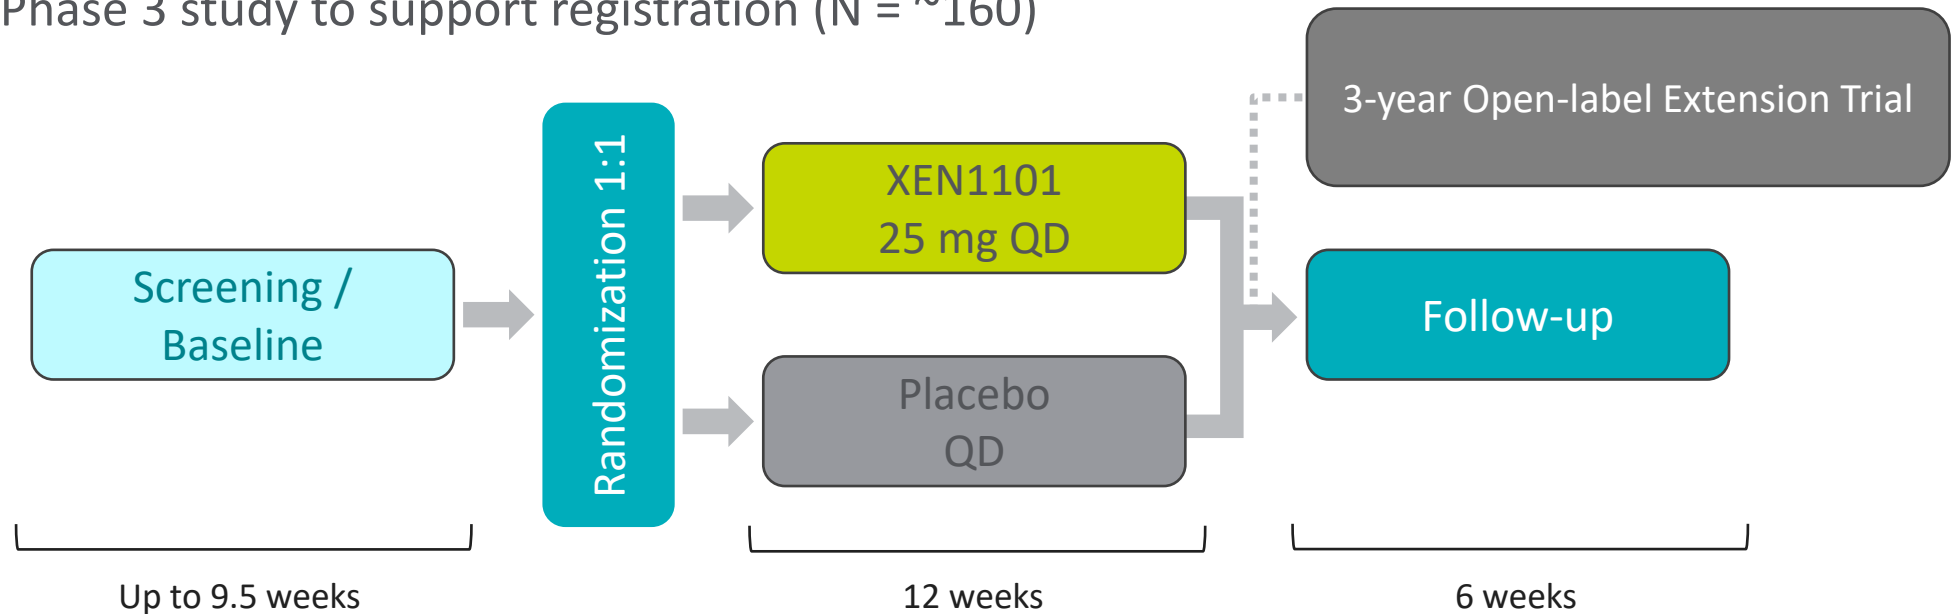 Phase 3 study to support registration (N = ~160)
3-year Open-label Extension Trial
Randomization 1:1
XEN1101
25 mg QD
Screening /
Baseline
Follow-up
Placebo
QD
Up to 9.5 weeks
12 weeks
6 weeks